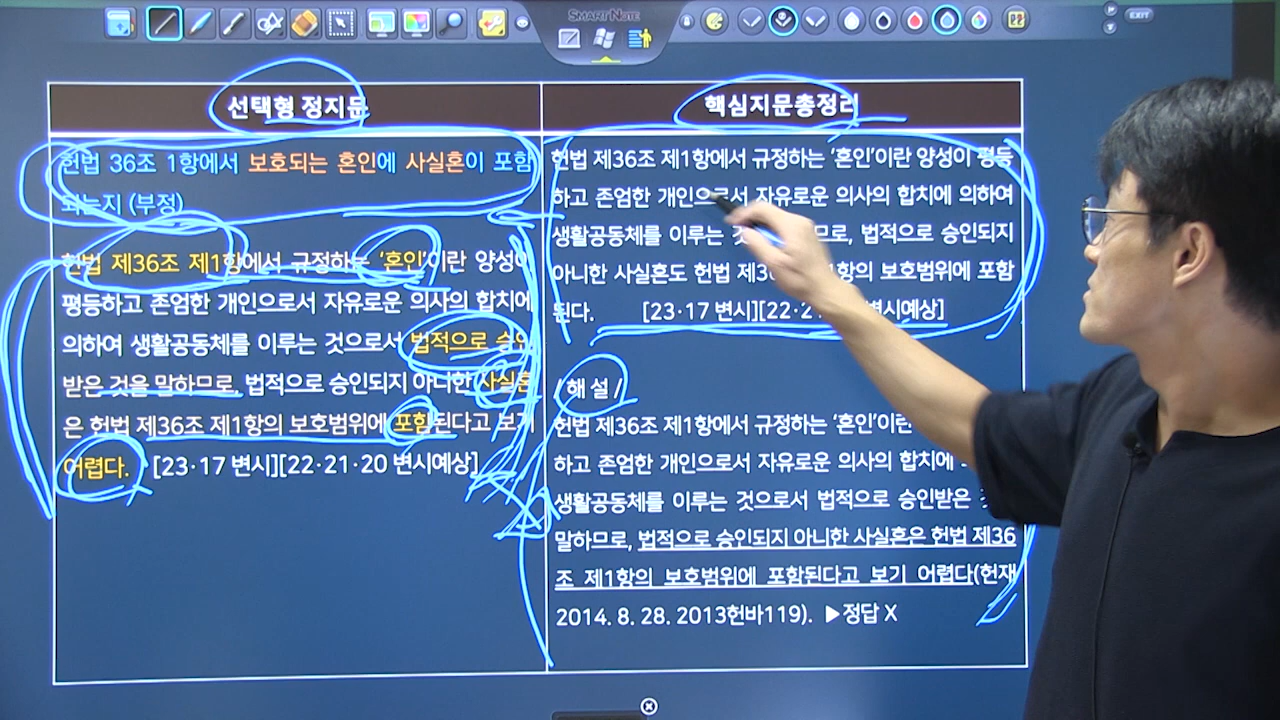 SMARTNOTE
EXIT
선택형 정지문
헌법 36조 1항에서 보호되는 혼인에 사실혼이 포함
되는지 (부정)
헌법 제36조 제1항에서 규정하는 ‘혼인’이란 양성이
평등하고 존엄한 개인으로서 자유로운 의사의 합치에
의하여 생활공동체를 이루는 것으로서 법적으로 승인
받은 것을 말하므로, 법적으로 승인되지 아니한 사실혼
은 헌법 제36조 제1항의 보호범위에 포함된다고 보기
어렵다. [23·17 변시][22·21·20 변시예상]
핵심지문총정리
헌법 제36조 제1항에서 규정하는 ‘혼인’이란 양성이 평등
하고 존엄한 개인으로서 자유로운 의사의 합치에 의하여
생활공동체를 이루는 므로, 법적으로 승인되지
아니한 사실혼도 헌법 1항의 보호범위에 포함
된다. [23·17 변시][22·2 변시예상]
/ 해 설 /
헌법 제36조 제1항에서 규정하는 ‘혼인’이란
하고 존엄한 개인으로서 자유로운 의사의 합치에
생활공동체를 이루는 것으로서 법적으로 승인받은
말하므로, 법적으로 승인되지 아니한 사실혼은 헌법 제36
조 제1항의 보호범위에 포함된다고 보기 어렵다(헌재
2014. 8. 28. 2013헌바119). ▶정답 X